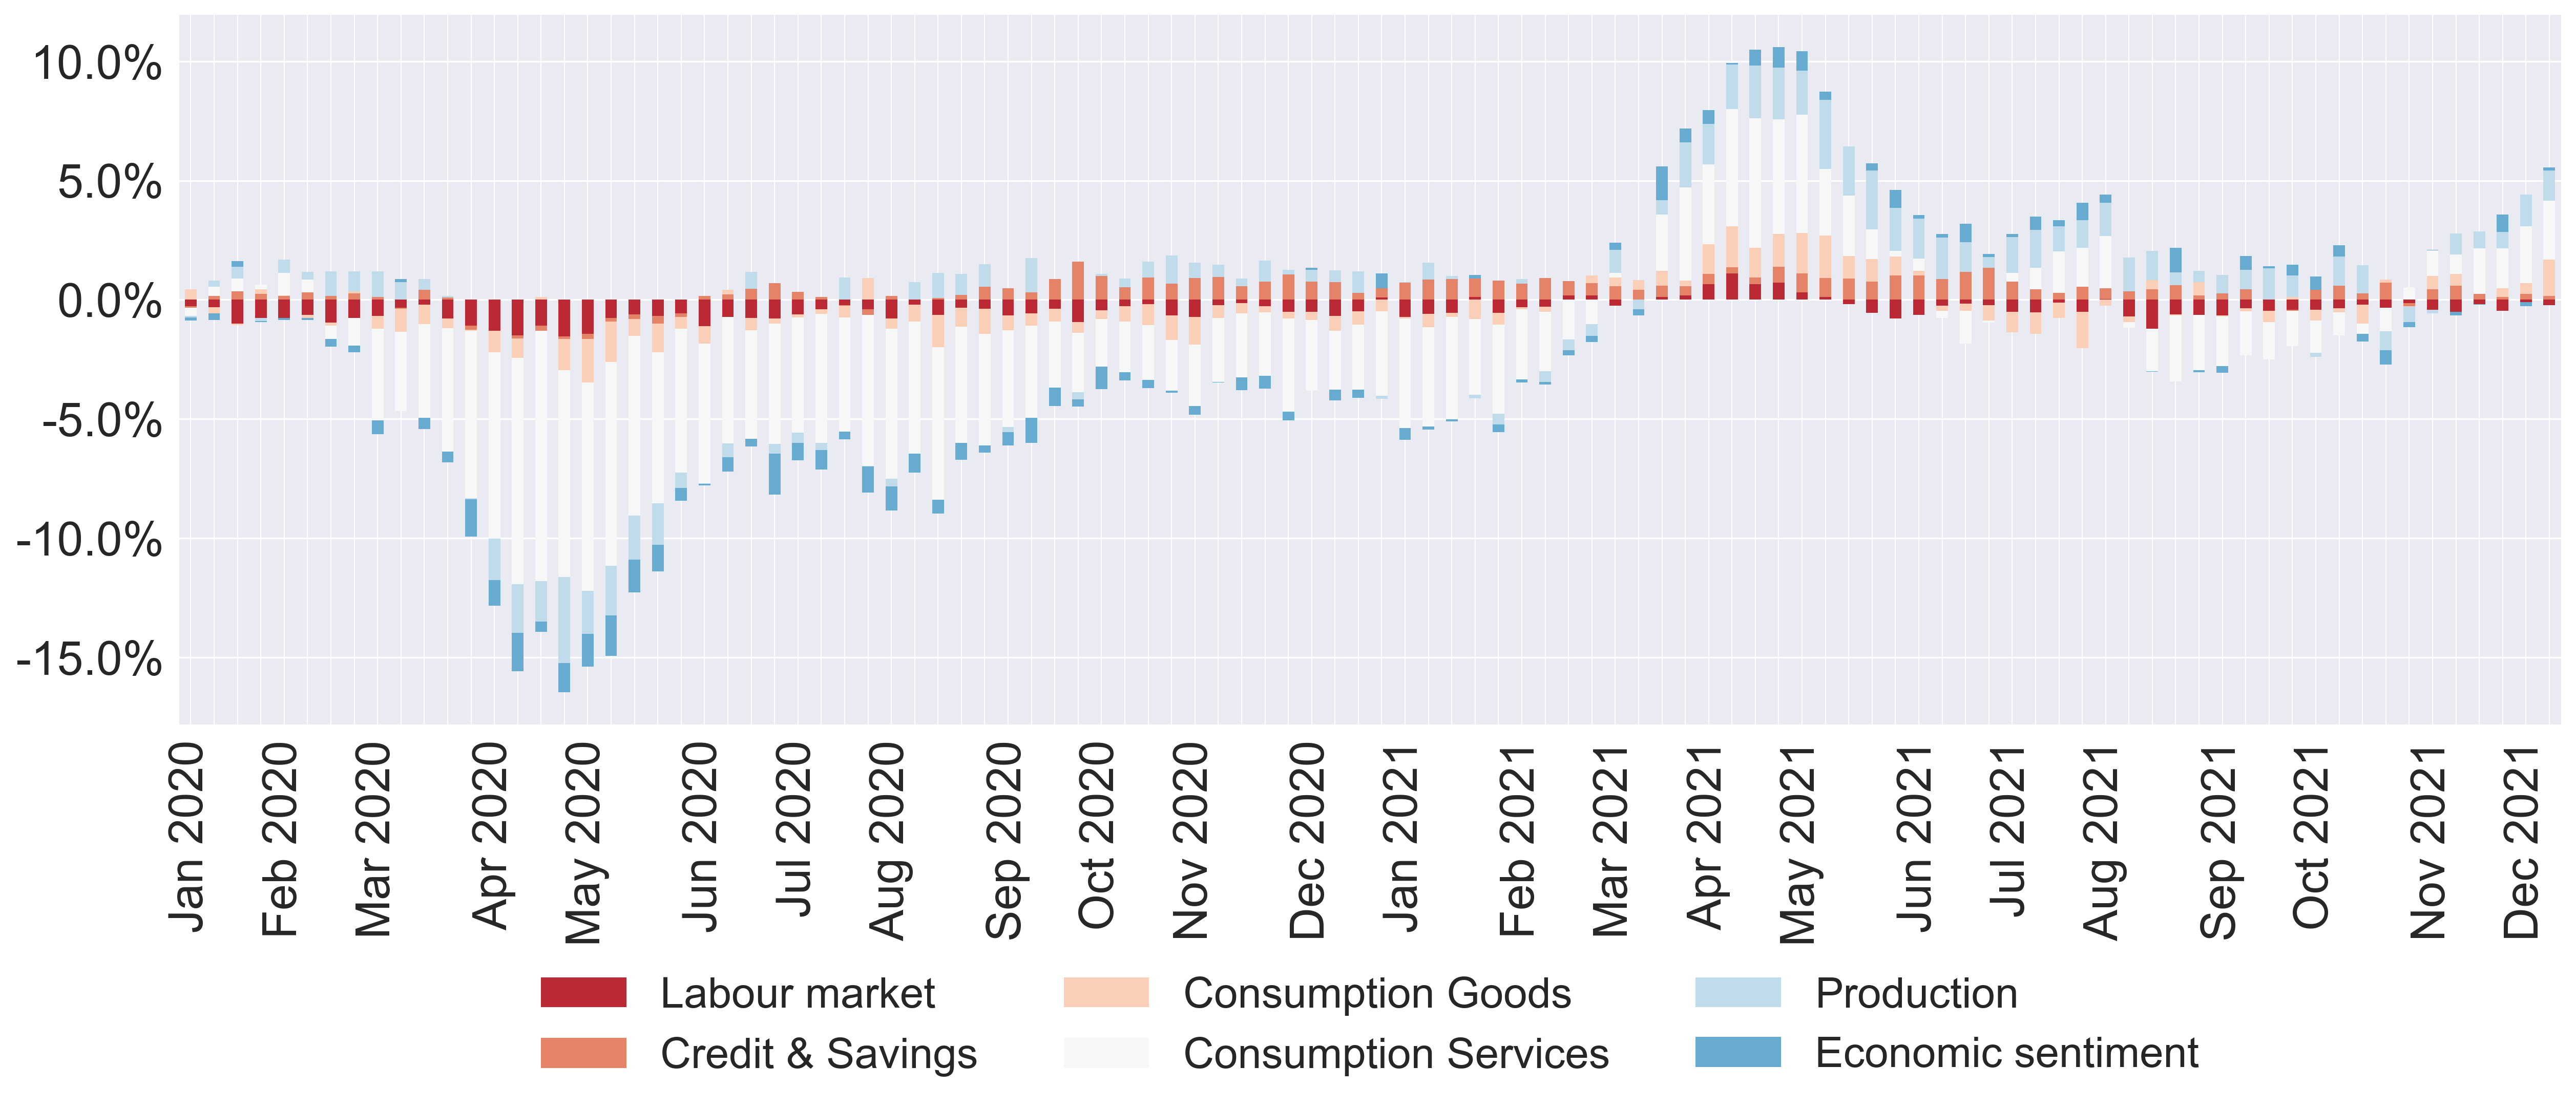 10.0%
5.0%
0.0%
-5.0%
-10.0%
-15.0%
Jan 2020
Feb 2020
Mar 2020
Apr 2020
May 2020
Jun 2020
Jul 2020
Aug 2020
Sep 2020
Oct 2020
Nov 2020
Dec 2020
Jan 2021
Feb 2021
Mar 2021
Apr 2021
May 2021
Jun 2021
Jul 2021
Aug 2021
Sep 2021
Oct 2021
Nov 2021
Dec 2021
Labour market
Consumption Goods
Production
Credit & Savings
Consumption Services
Economic sentiment